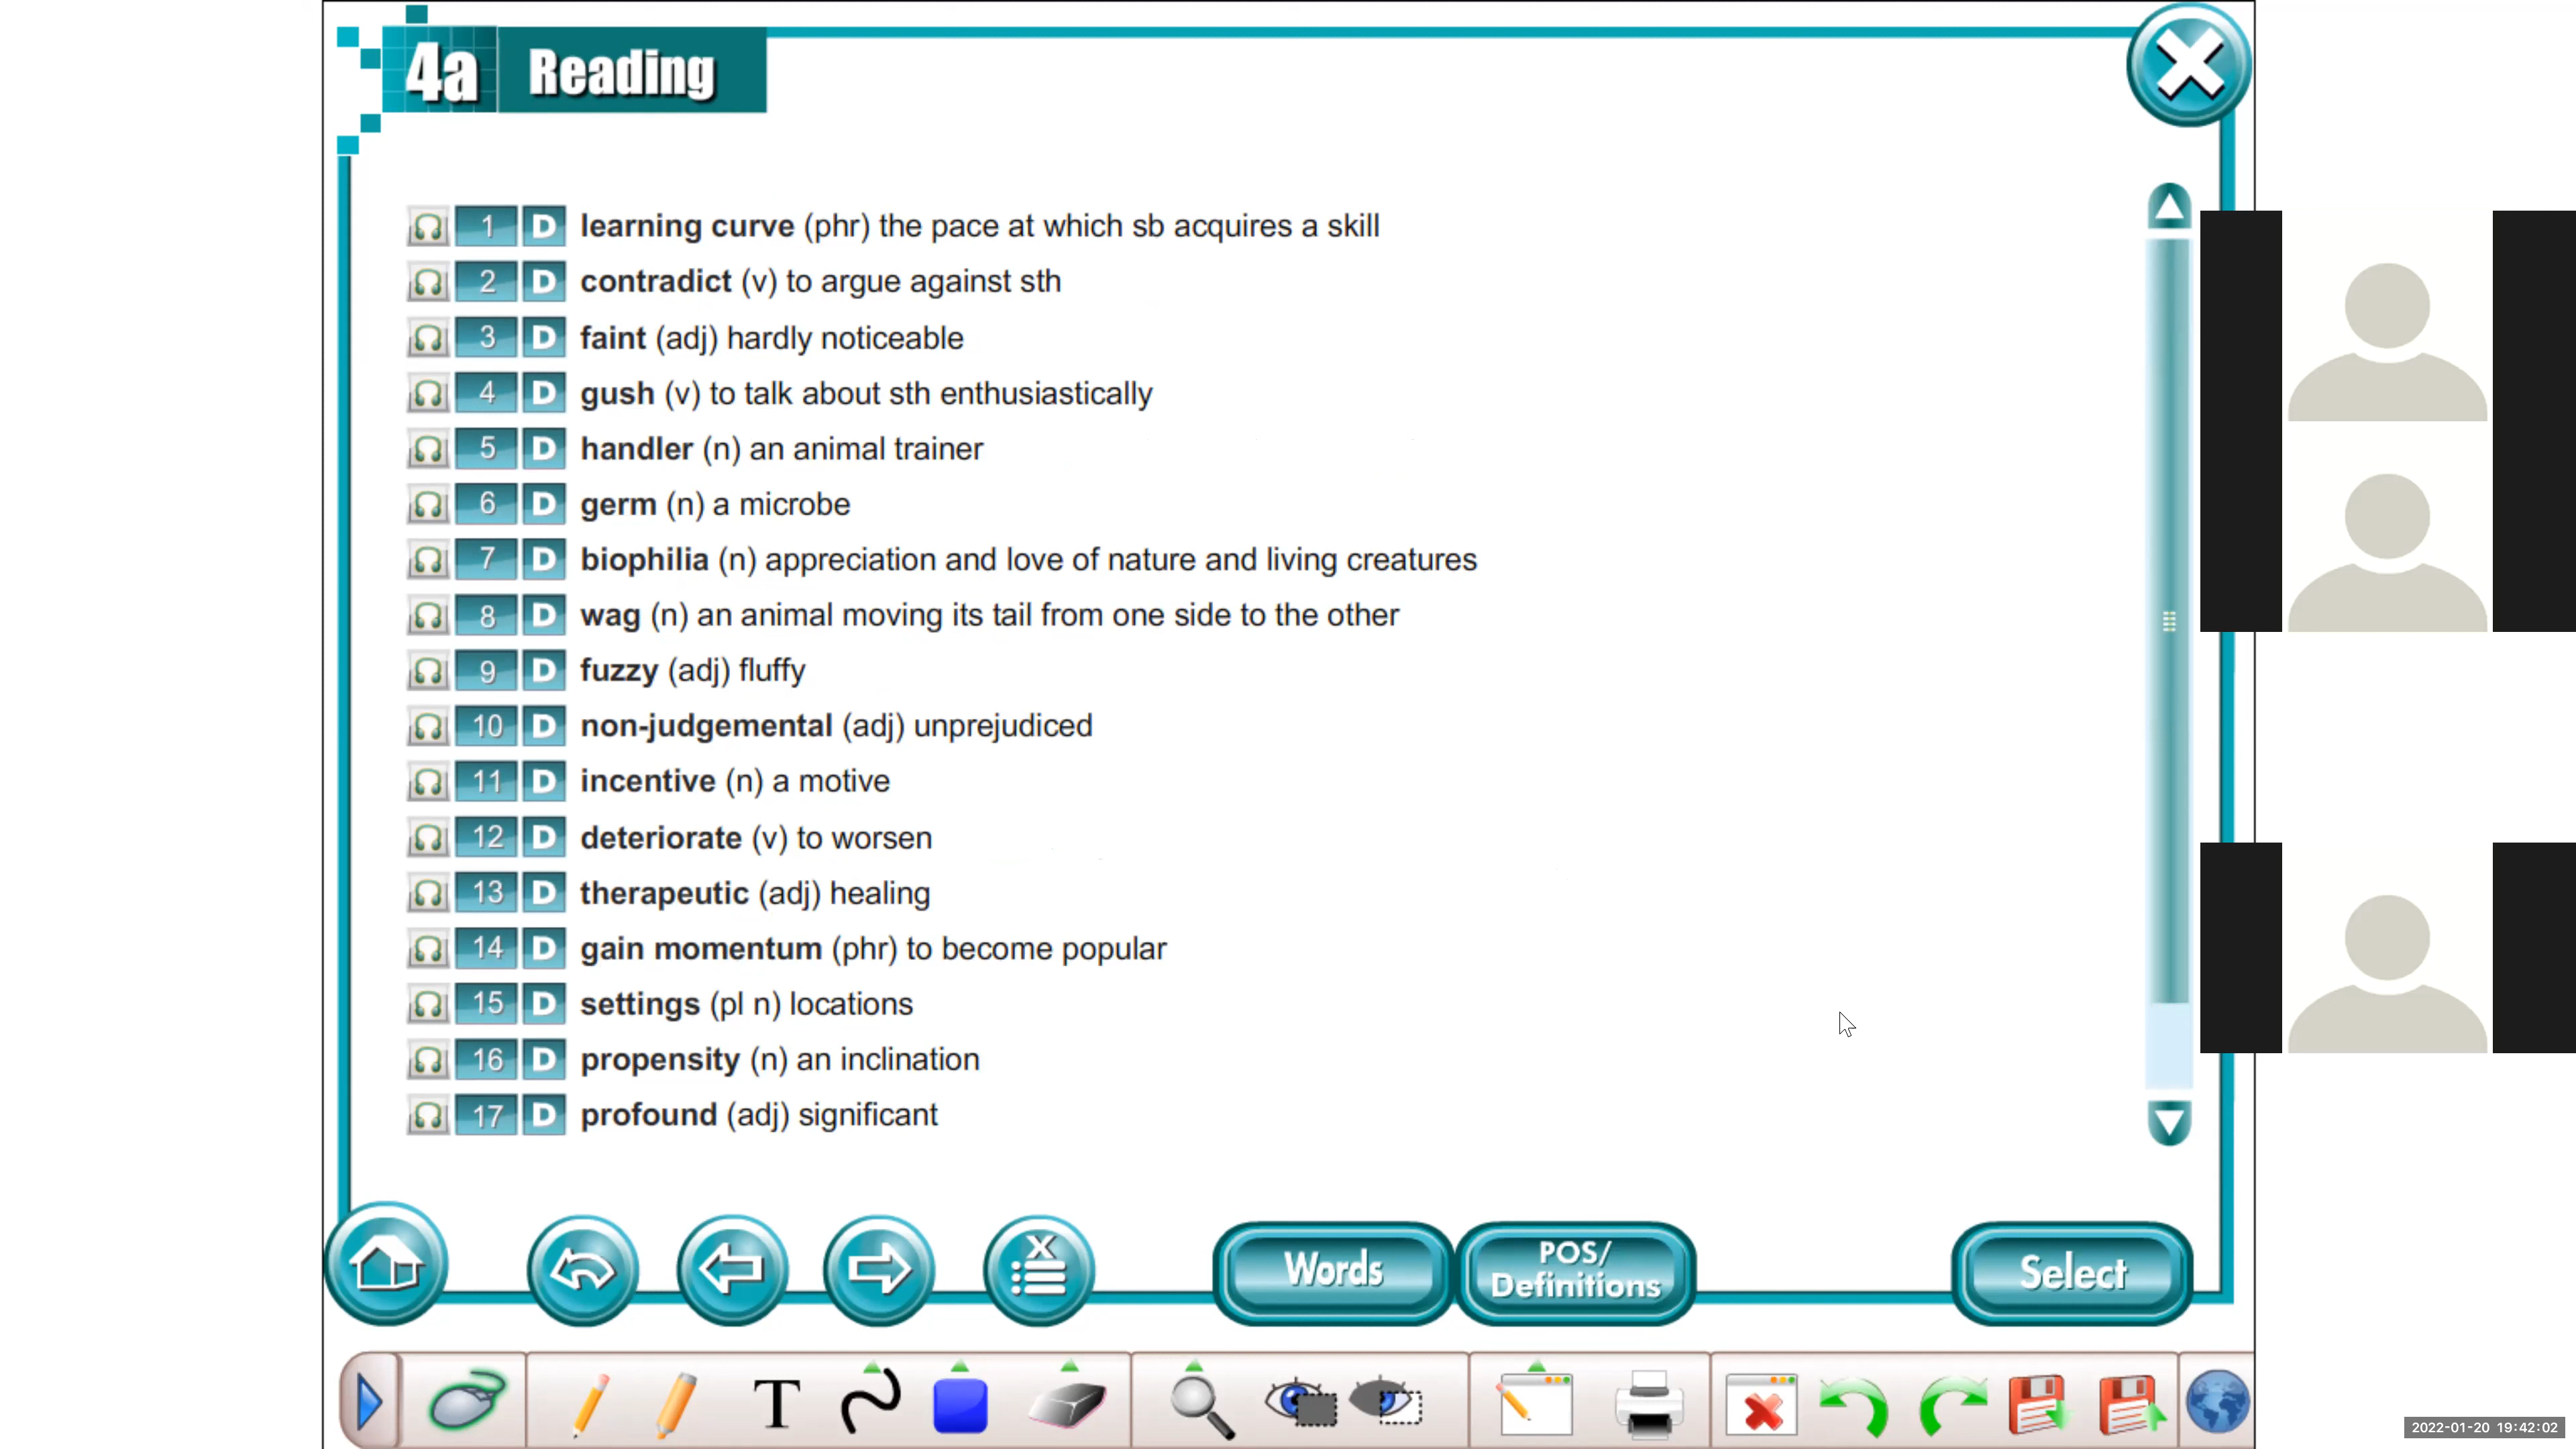 4a Reading
1 D learning curve (phr) the pace at which sb acquires a skill
2 D contradict (v) to argue against sth
3 D faint (adj) hardly noticeable
4 D gush (v) to talk about sth enthusiastically
5 D handler (n) an animal trainer
6 D germ (n) a microbe
7 D biophilia (n) appreciation and love of nature and living creatures
8 D wag (n) an animal moving its tail from one side to the other
9 D fuzzy (adj) fluffy
10 D non-judgemental (adj) unprejudiced
11 D incentive (n) a motive
12 D deteriorate (v) to worsen
13 D therapeutic (adj) healing
14 D gain momentum (phr) to become popular
15 D settings (pl n) locations
16 D propensity (n) an inclination
17 D profound (adj) significant
X
Words
POS/
Definitions
Select
T
2022-01-20 19:42:02